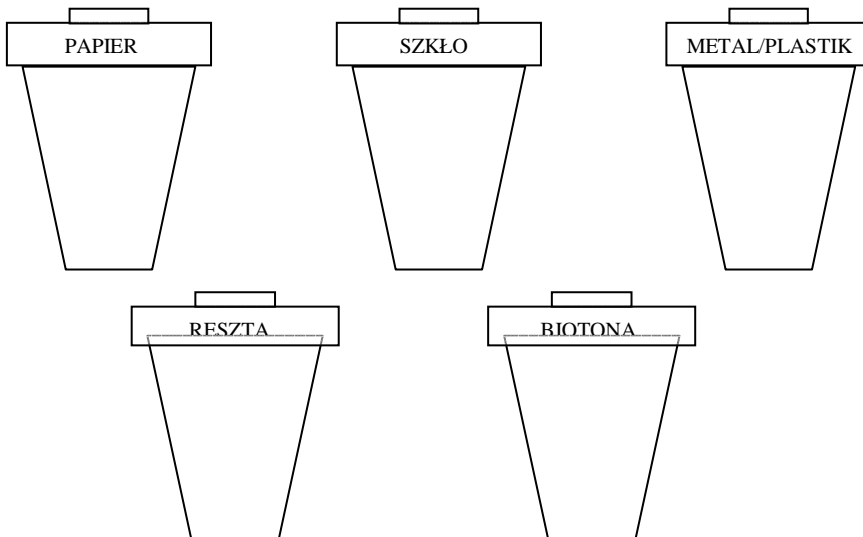 PAPIER
SZKŁO
METAL/PLASTIK
RESZTA
BIOTONA